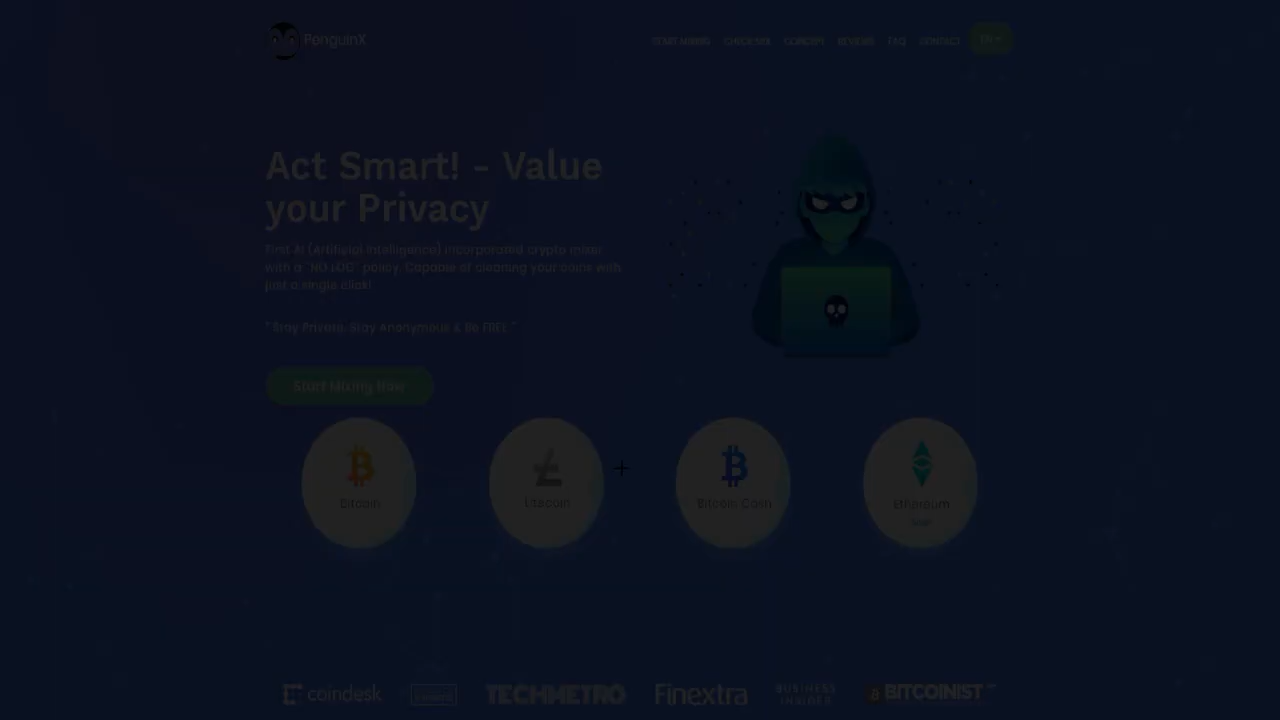 PenguinX
START MIXING CHECK MIX CONCEPT REVIEWS FAQ CONTACT
Act Smart! - Value
your Privacy
First AI (Artificial Intelligence) incorporated crypto mixer
with a "NO LOG" policy. Capable of cleaning your coins with
just a single click!
" Stay Private, Stay Anonymous & Be FREE "
Start Mixing Now
Bitcoin Litecoin Bitcoin Cash Ethereum
coindesk TECHMETRO Finextra BUSINESS INSIDER BITCOINIST